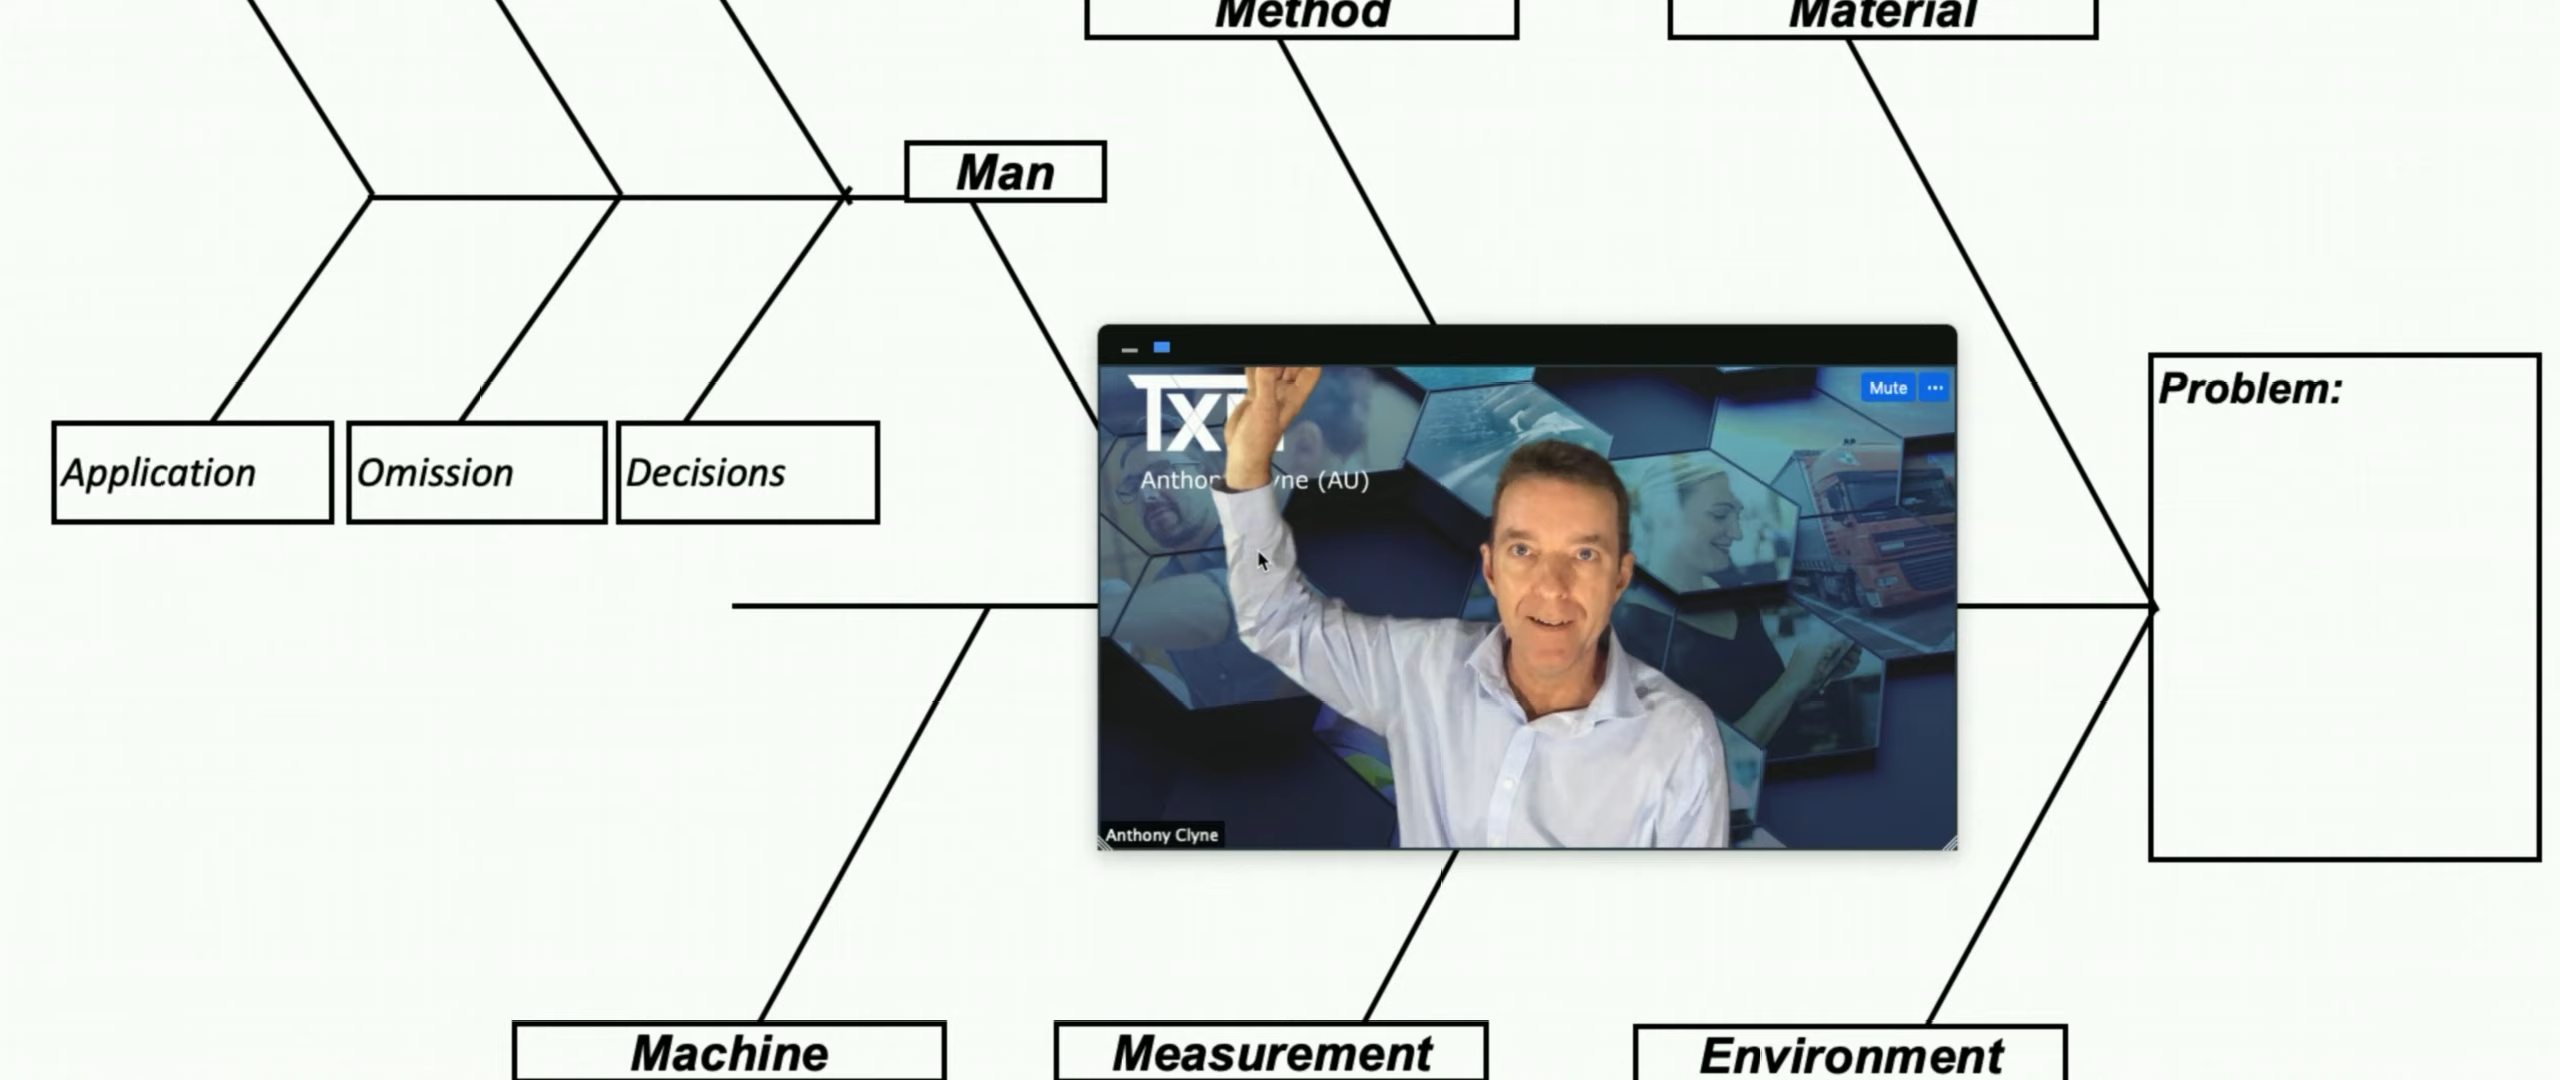 Method
Material
Man
Problem:
Application
Omission
Decisions
Mute
Anthony Clyne
Machine
Measurement
Environment